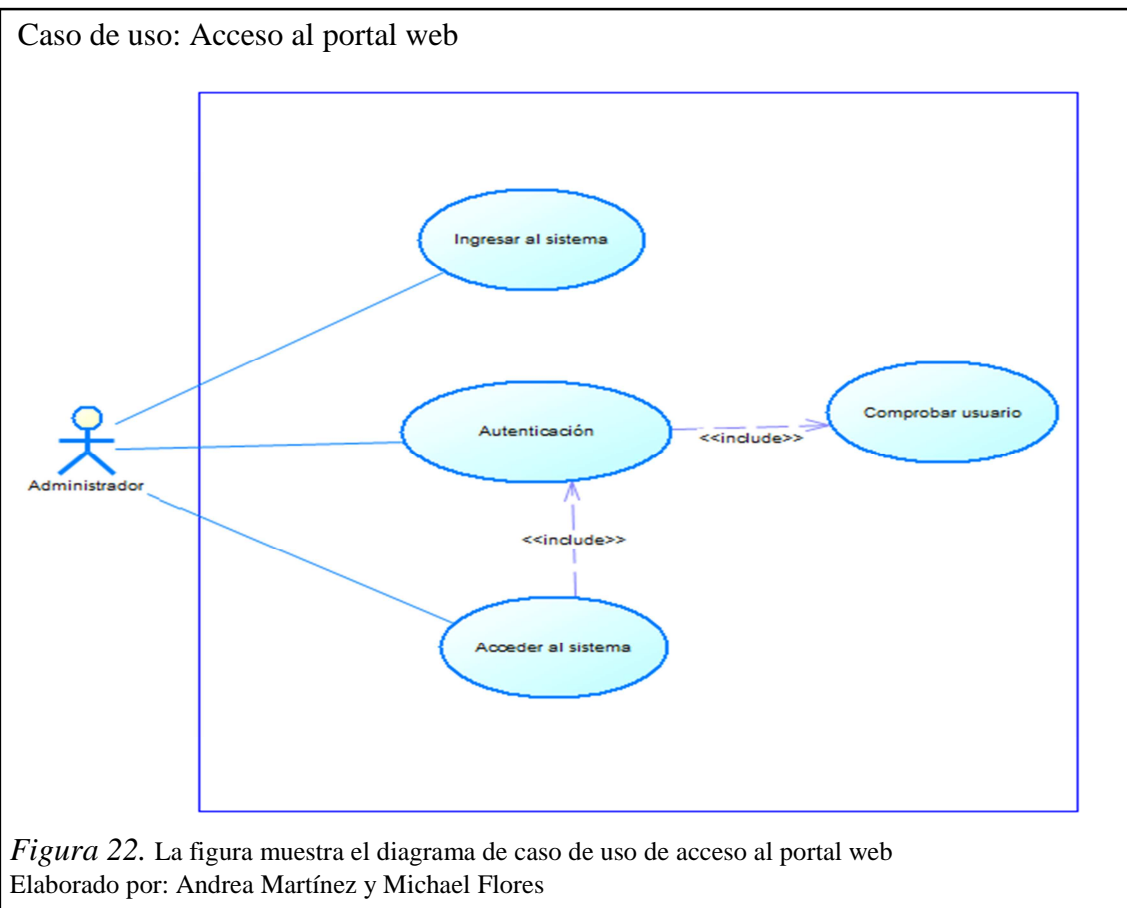 Caso de uso: Acceso al portal web
Ingresar al sistema
Autenticación
<<include>>
Comprobar usuario
Administrador
<<include>>
Acceder al sistema
Figura 22. La figura muestra el diagrama de caso de uso de acceso al portal web
Elaborado por: Andrea Martínez y Michael Flores